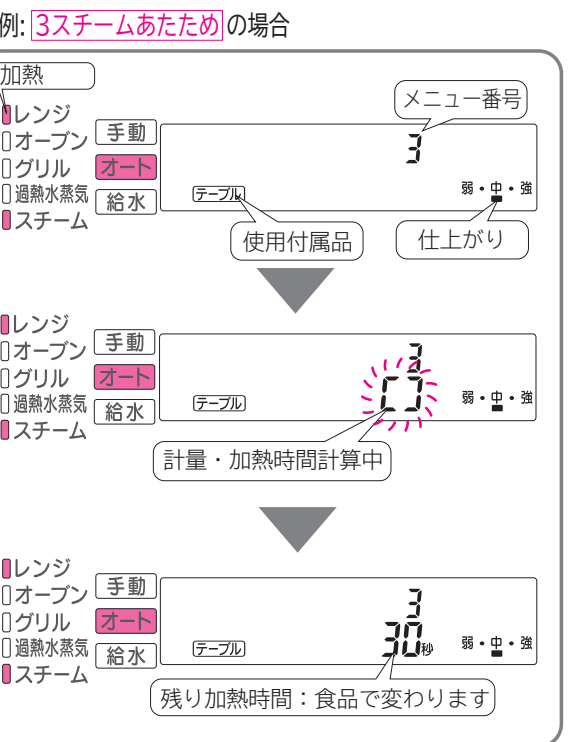 例: 3スチームあたため の場合
加熱
メニュー番号
レンジ
オーブン
グリル
過熱水蒸気
スチーム
手動
オート
給水
3
テーブル
弱・中・強
使用付属品
仕上がり
レンジ
オーブン
グリル
過熱水蒸気
スチーム
手動
オート
給水
3
テーブル
弱・中・強
計量・加熱時間計算中
レンジ
オーブン
グリル
過熱水蒸気
スチーム
手動
オート
給水
3
30秒
テーブル
弱・中・強
残り加熱時間：食品で変わります